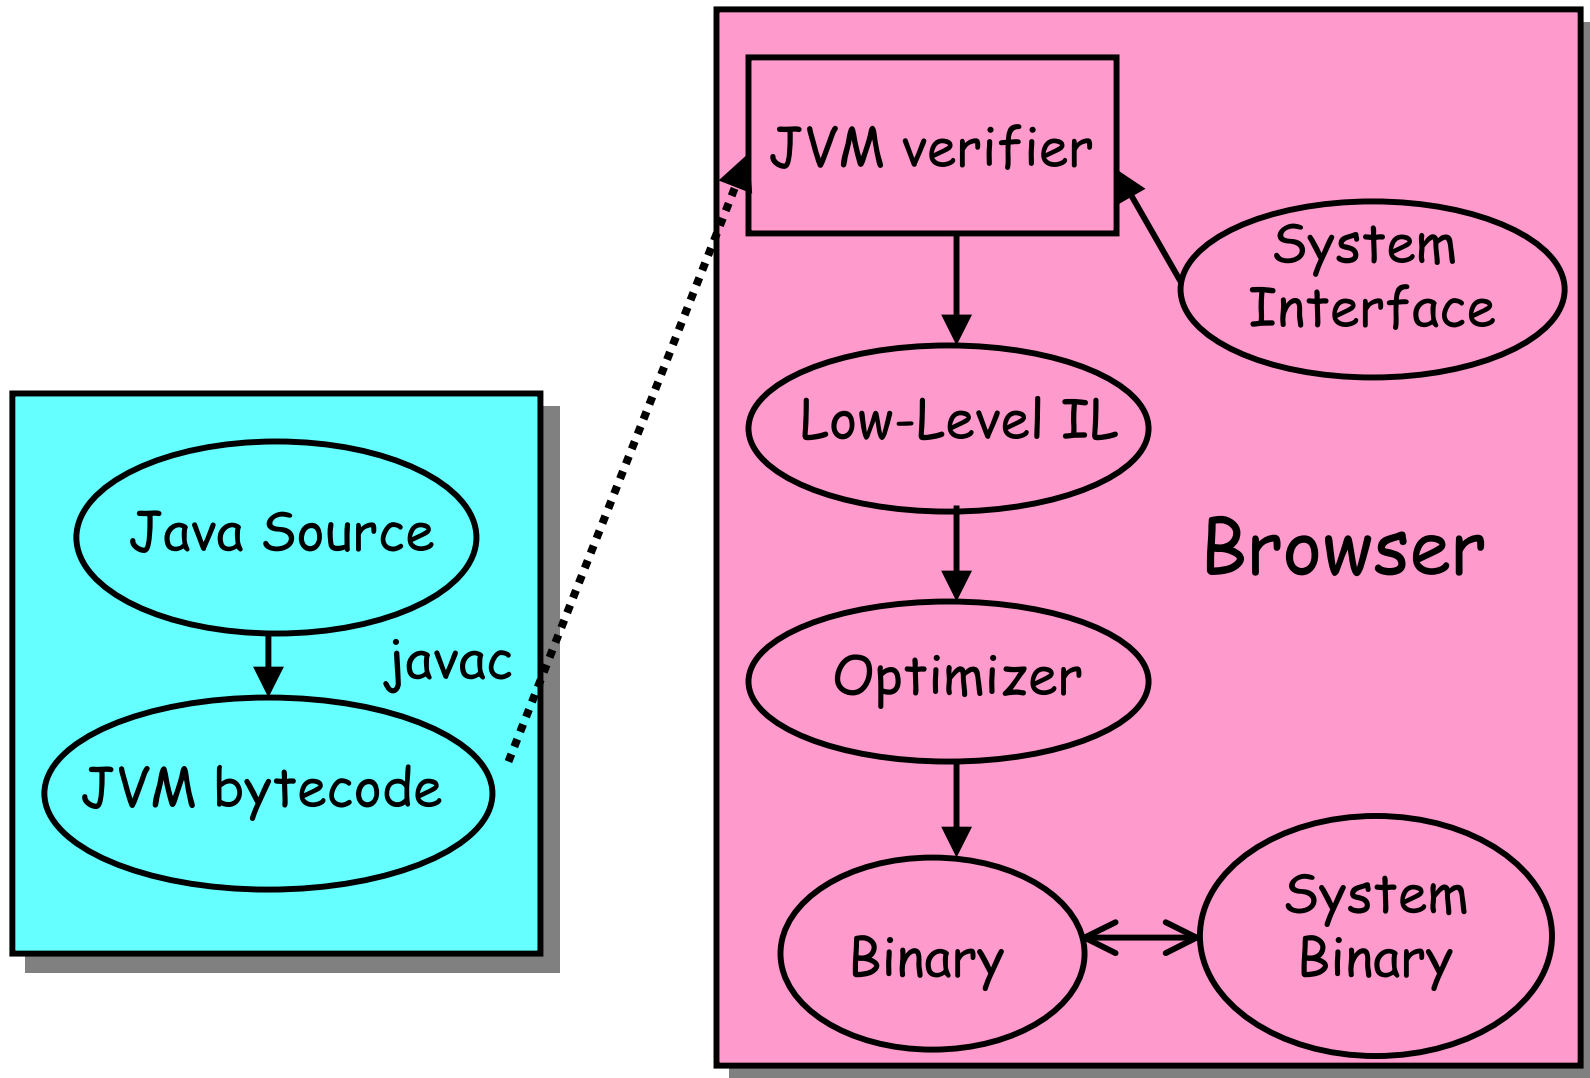 JVM verifier
System
Interface
Low-Level IL
Java Source
Browser
javac
Optimizer
JVM bytecode
System
Binary
Binary